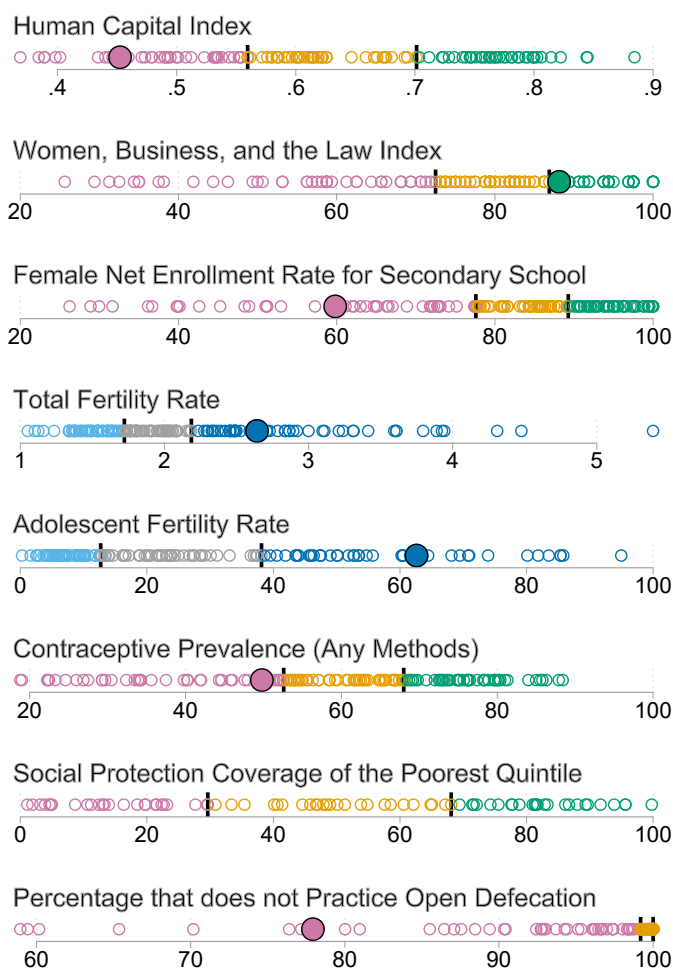 Human Capital Index
.4 .5 .6 .7 .8 .9
Women, Business, and the Law Index
20 40 60 80 100
Female Net Enrollment Rate for Secondary School
20 40 60 80 100
Total Fertility Rate
1 2 3 4 5
Adolescent Fertility Rate
0 20 40 60 80 100
Contraceptive Prevalence (Any Methods)
20 40 60 80 100
Social Protection Coverage of the Poorest Quintile
0 20 40 60 80 100
Percentage that does not Practice Open Defecation
60 70 80 90 100